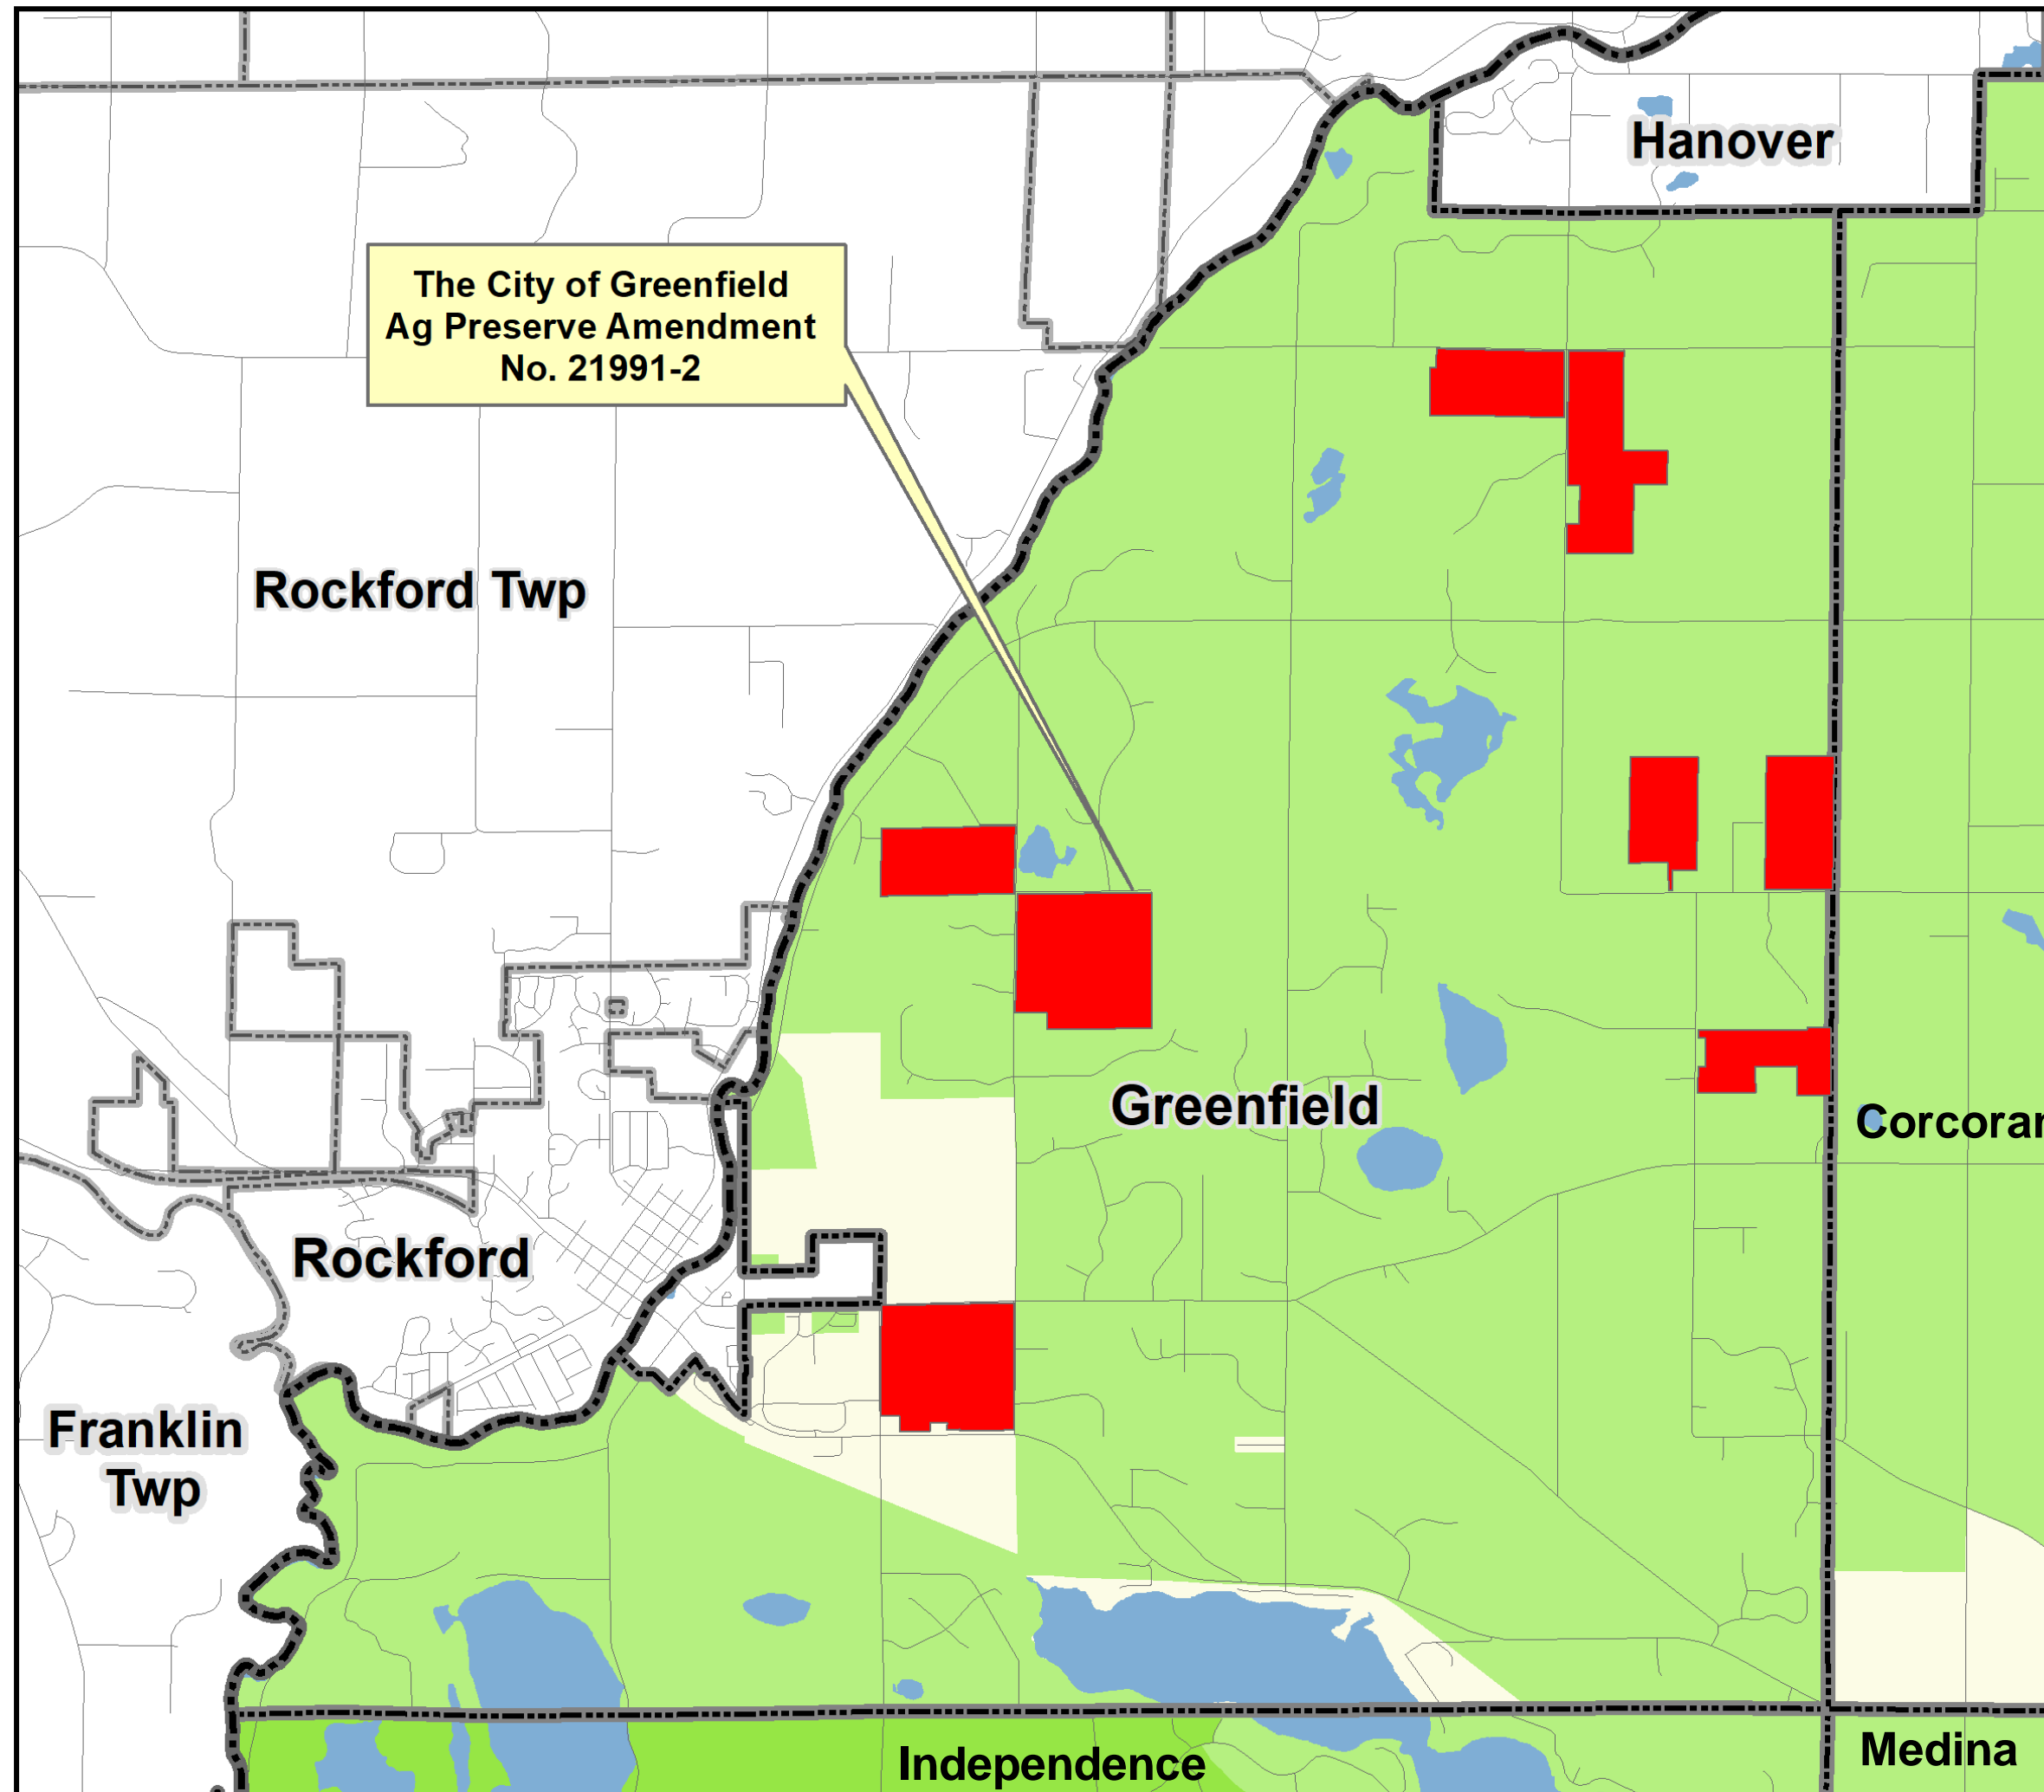 Hanover
The City of Greenfield
Ag Preserve Amendment
No. 21991-2
Rockford Twp
Greenfield
Corcoran
Rockford
Franklin
Twp
Independence
Medina